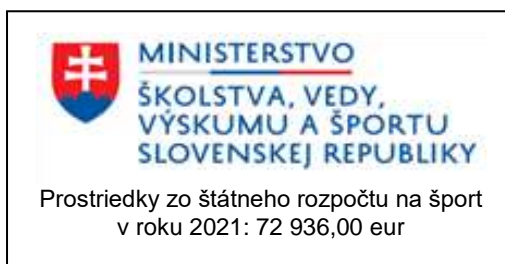 MINISTERSTVO
ŠKOLSTVA, VEDY,
VÝSKUMU A ŠPORTU
SLOVENSKEJ REPUBLIKY
Prostriedky zo štátneho rozpočtu na šport
v roku 2021: 72 936,00 eur